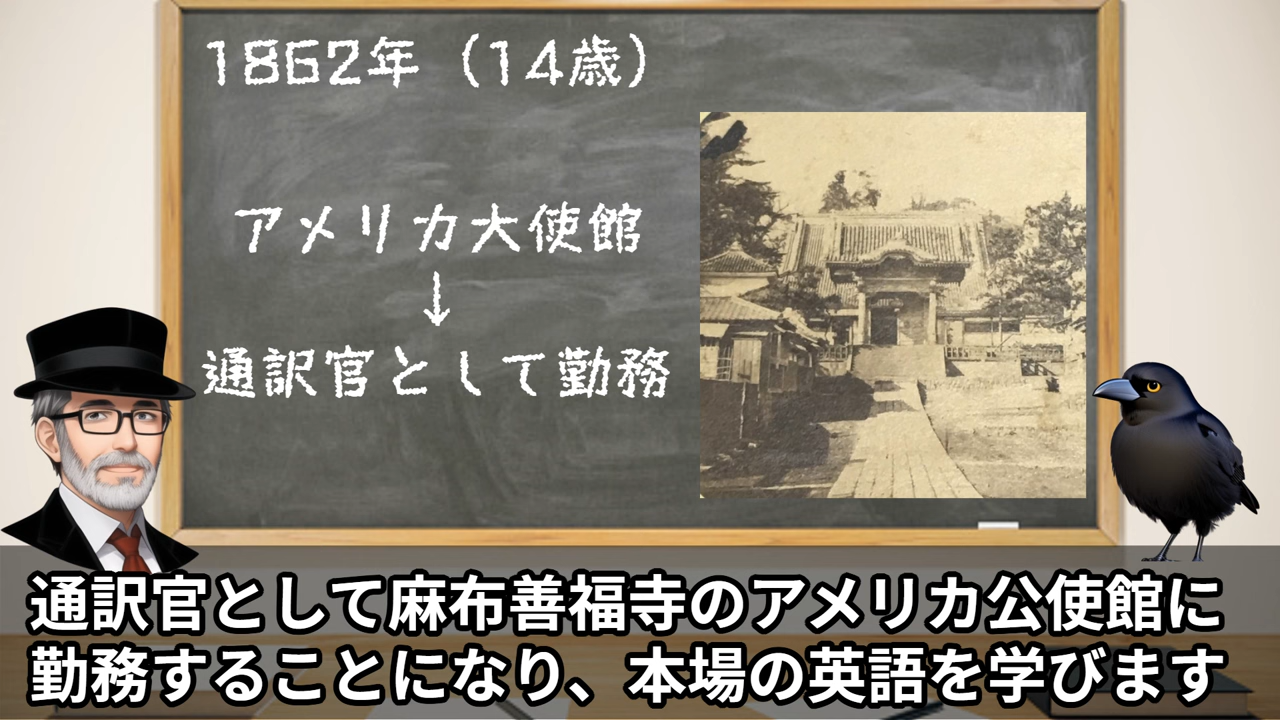 1862年（14歳）
アメリカ大使館
↓
通訳官として勤務
通訳官として麻布善福寺のアメリカ公使館に
勤務することになり、本場の英語を学びます